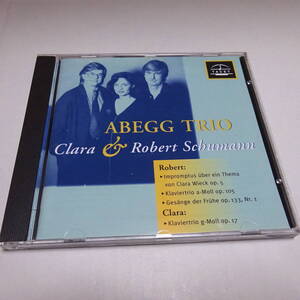 ABEGG TRIO
Clara & Robert Schumann
Robert:
▸Impromptus über ein Thema
von Clara Wieck op. 5
▸Klaviertrio a-Moll op. 105
▸Gesänge der Frühe op. 133, Nr. 1
Clara:
▸Klaviertrio g-Moll op. 17